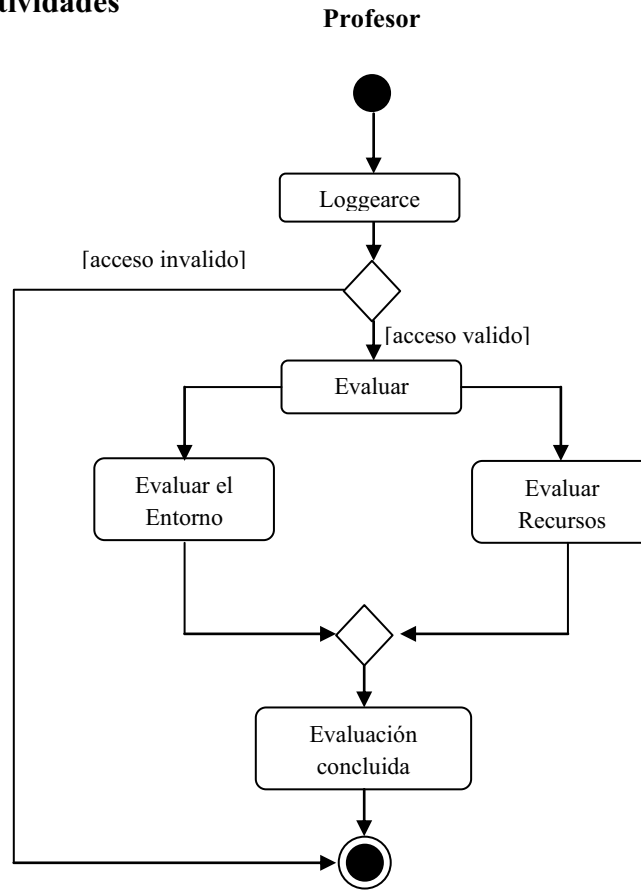 tividades
Profesor
Loggearce
[acceso invalido]
[acceso valido]
Evaluar
Evaluar el
Entorno
Evaluar
Recursos
Evaluación
concluida